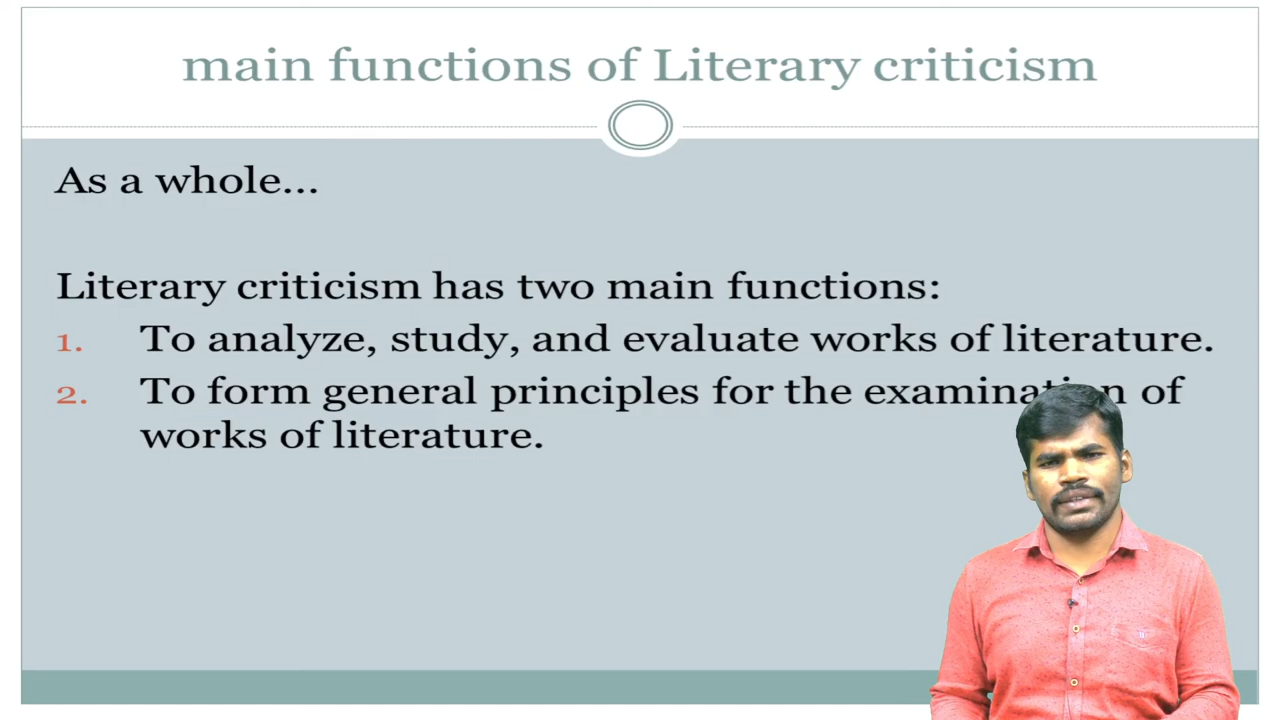 main functions of Literary criticism
As a whole...
Literary criticism has two main functions:
1. To analyze, study, and evaluate works of literature.
2. To form general principles for the examination of
works of literature.